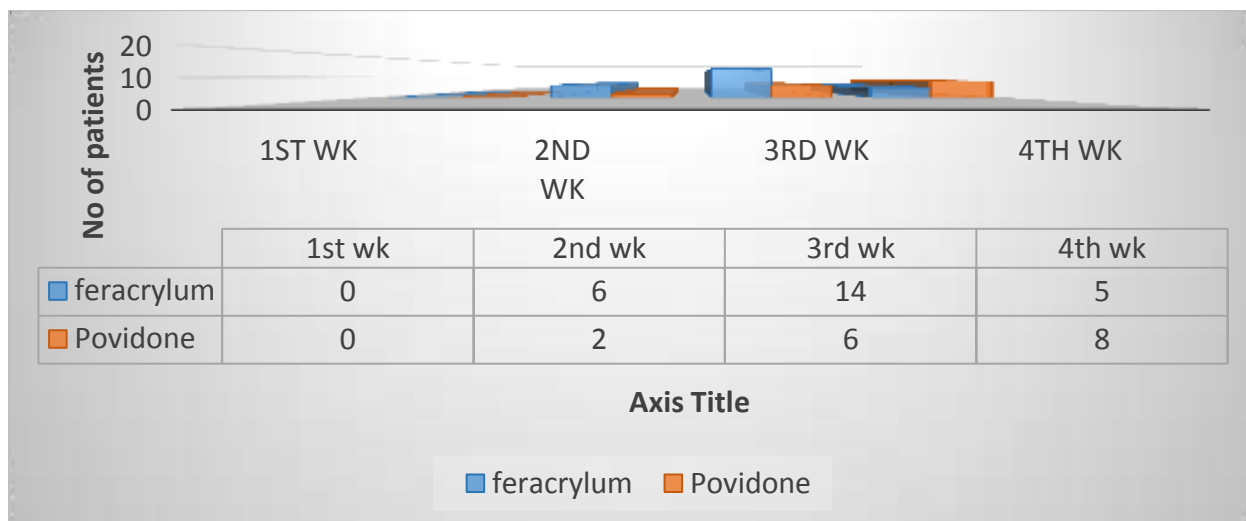 No of patients
20
10
0
1ST WK 2ND WK 3RD WK 4TH WK
1st wk 2nd wk 3rd wk 4th wk
feracrylum 0 6 14 5
Povidone 0 2 6 8
Axis Title
feracrylum Povidone